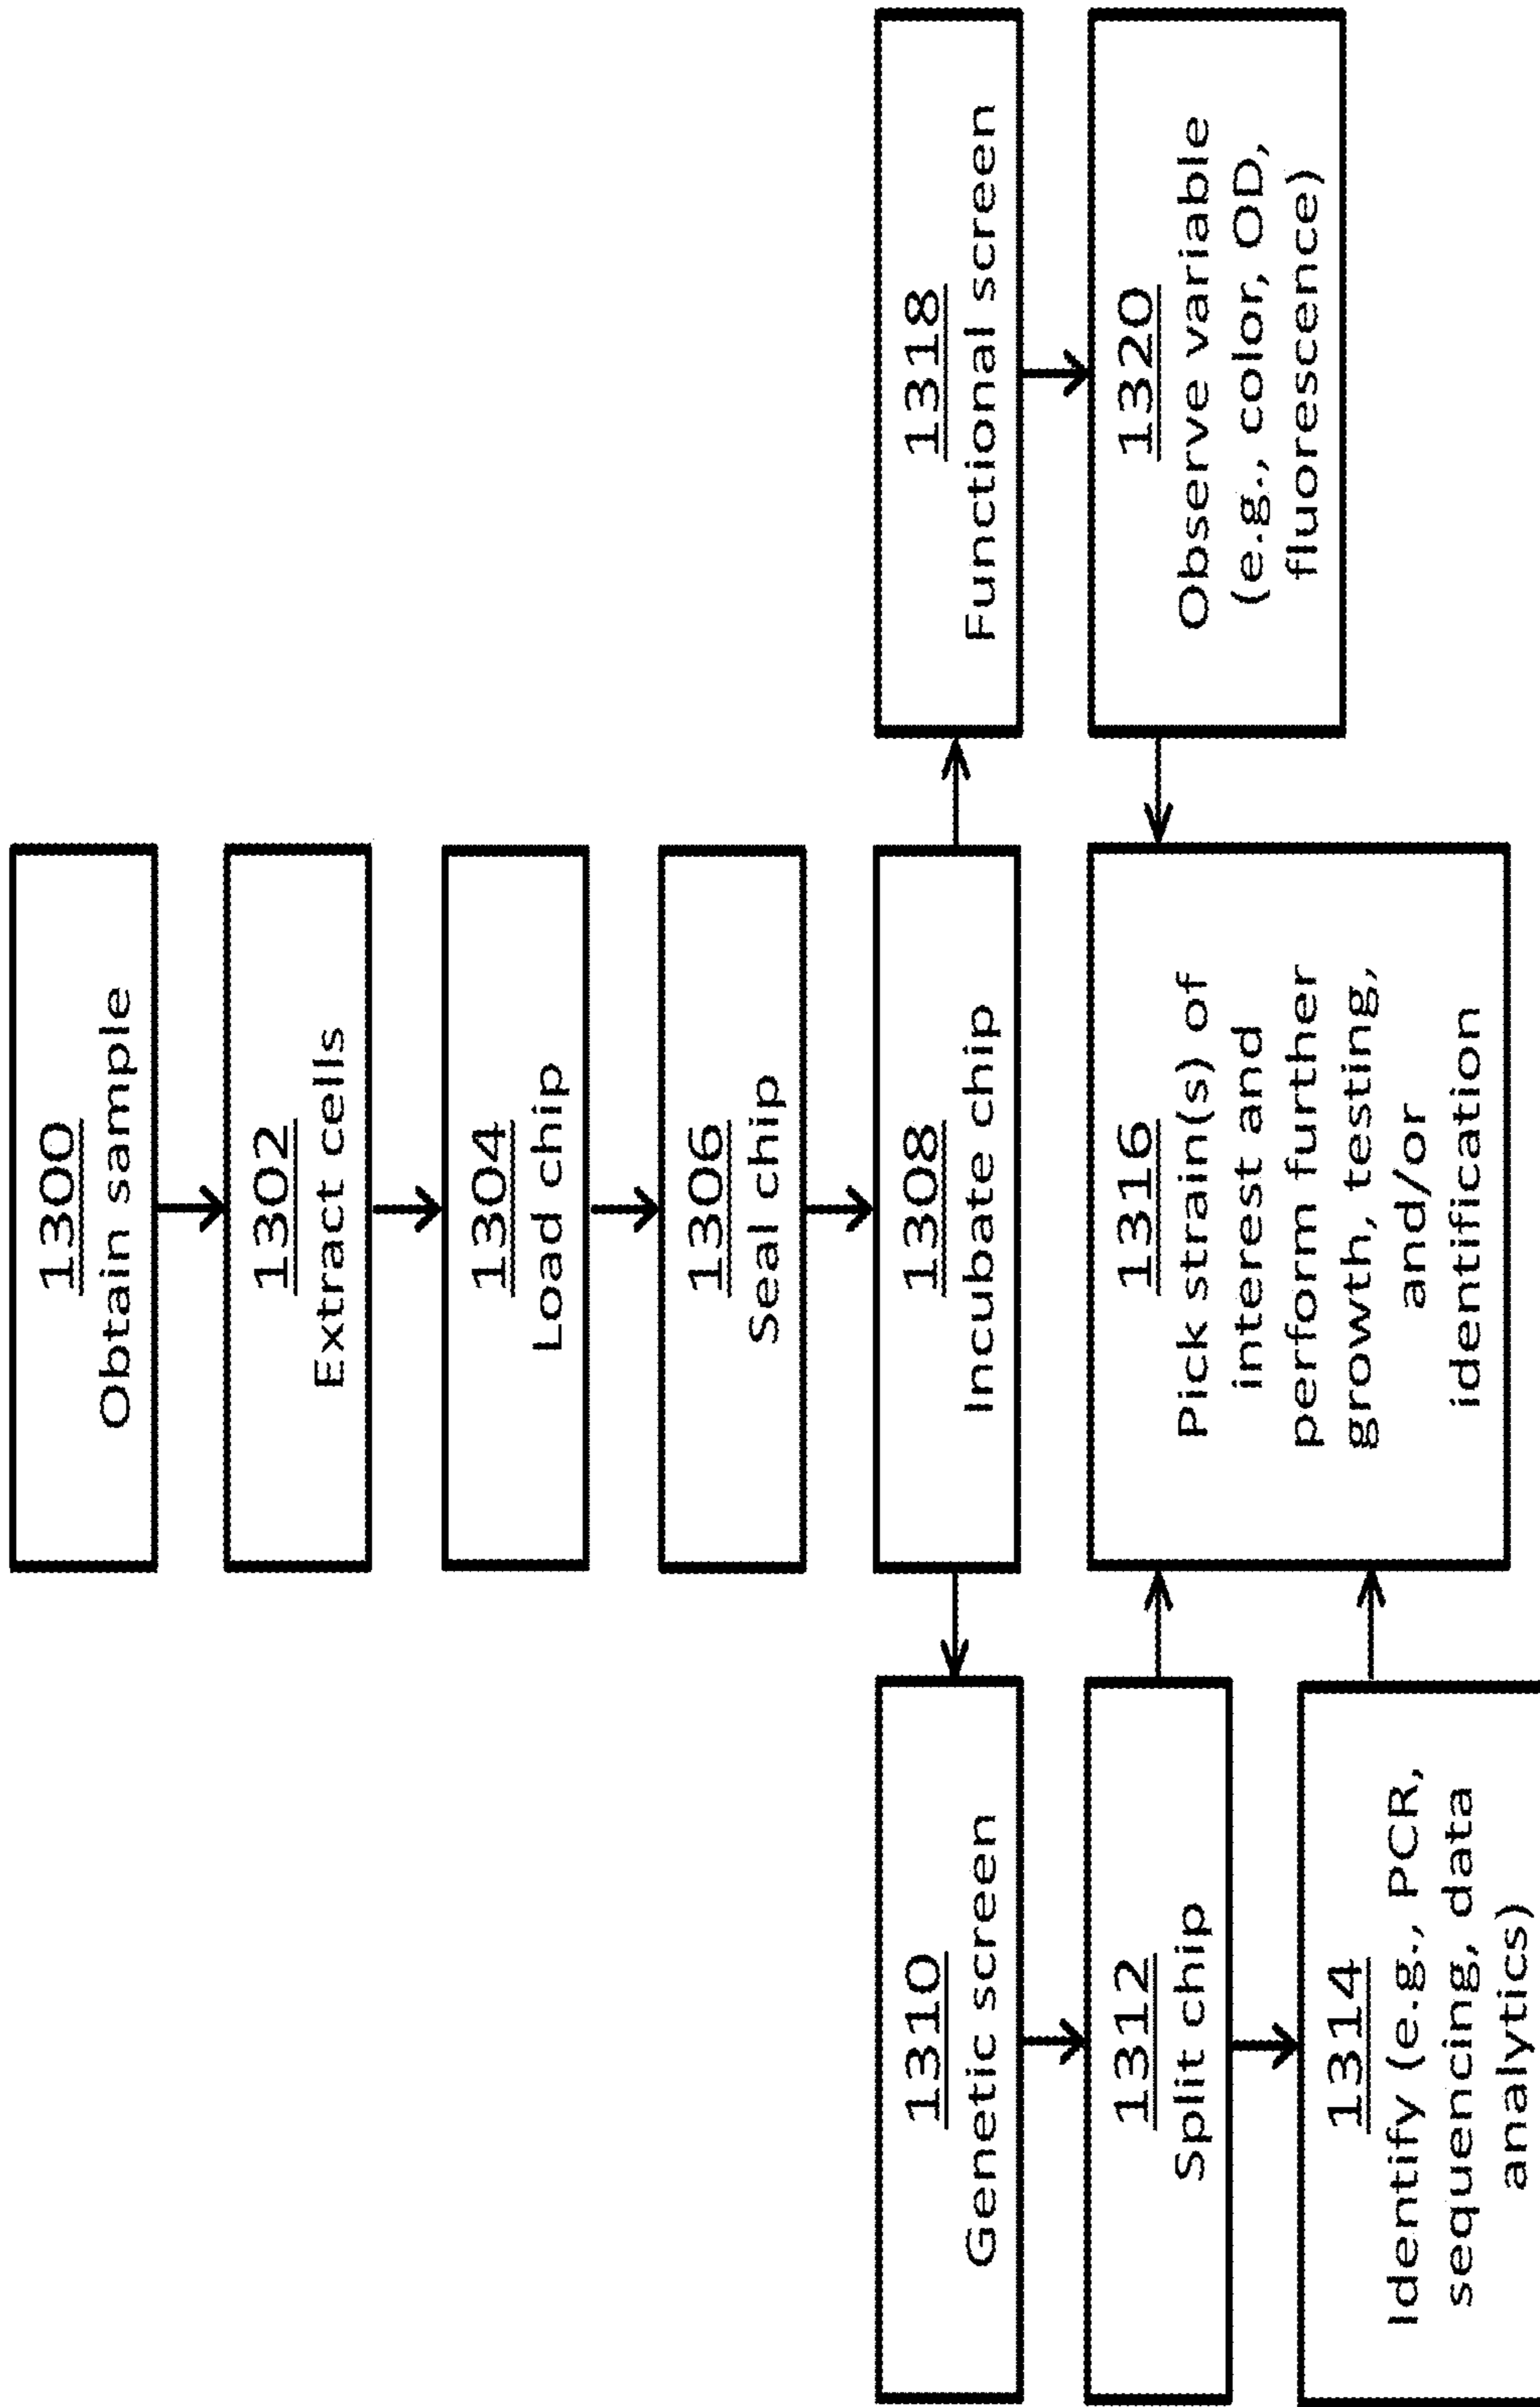 1300
Obtain sample
1302
Extract cells
1304
Load chip
1306
Seal chip
1308
Incubate chip
1310
Genetic screen
1312
Split chip
1314
Identify (e.g., PCR,
sequencing, data
analytics)
1316
Pick strain(s) of
interest and
perform further
growth, testing,
and/or
identification
1318
Functional screen
1320
Observe variable
(e.g., color, OD,
fluorescence)